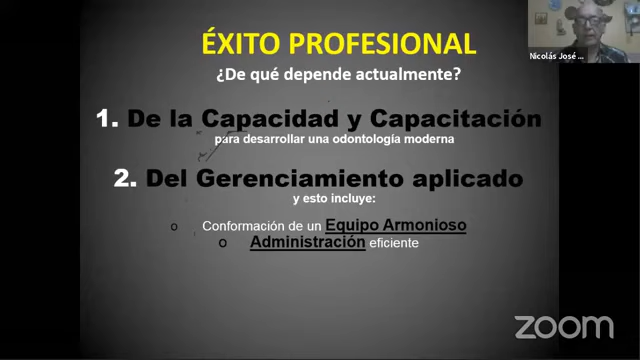 ÉXITO PROFESIONAL
¿De qué depende actualmente?
1. De la Capacidad y Capacitación
para desarrollar una odontología moderna
2. Del Gerenciamiento aplicado
y esto incluye:
o Conformación de un Equipo Armonioso
o Administración eficiente
Nicolás José ...
zoom